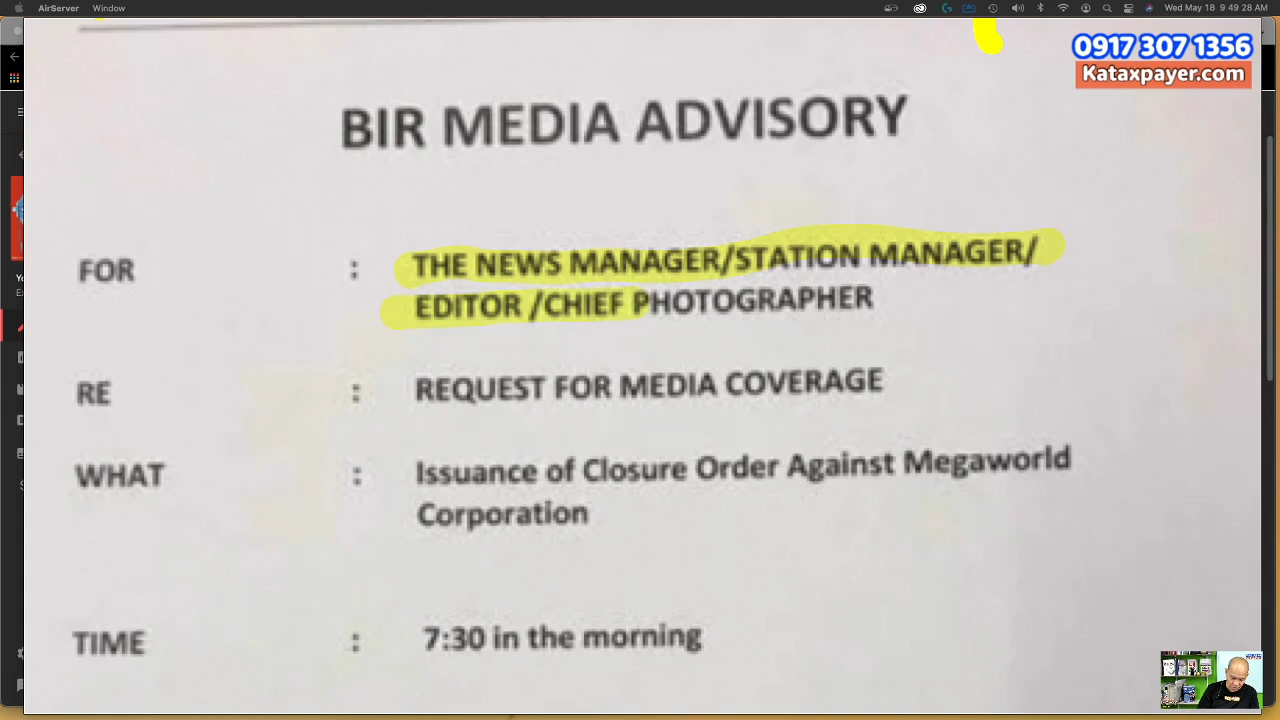 AirServer Window Wed May 18 9:49:28 AM
0917 307 1356
Kataxpayer.com
BIR MEDIA ADVISORY
FOR : THE NEWS MANAGER/STATION MANAGER/
EDITOR /CHIEF PHOTOGRAPHER
RE : REQUEST FOR MEDIA COVERAGE
WHAT : Issuance of Closure Order Against Megaworld
Corporation
TIME : 7:30 in the morning